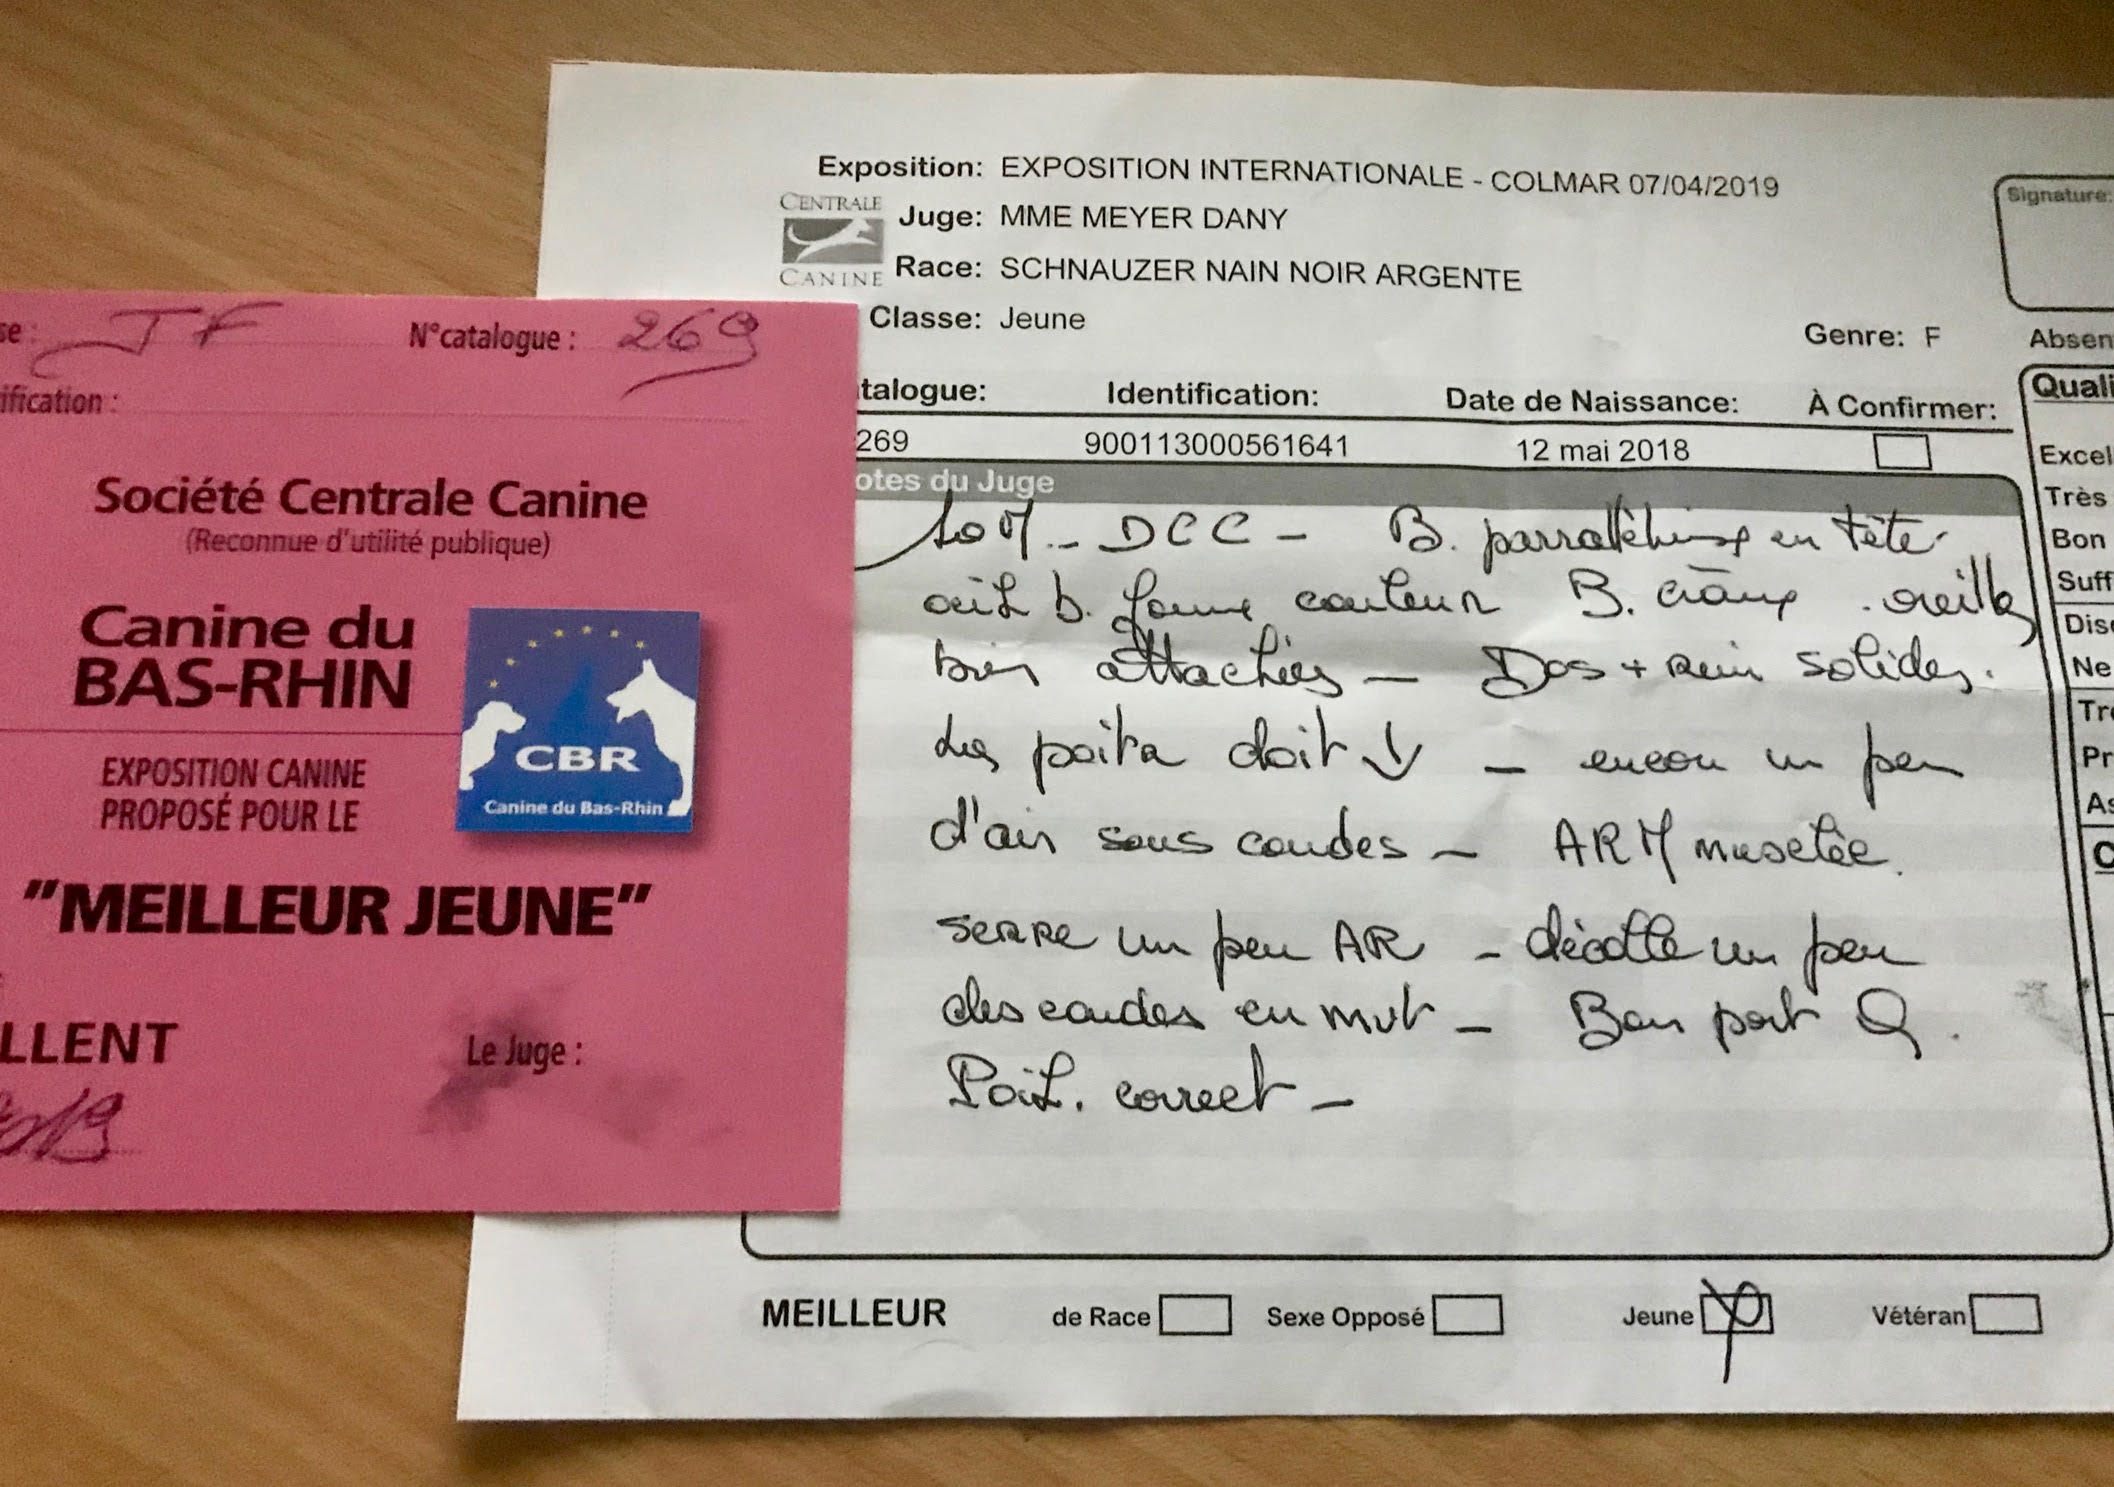 se : JF N°catalogue : 269
ification :
Société Centrale Canine
(Reconnue d'utilité publique)
Canine du
BAS-RHIN
CBR
Canine du Bas-Rhin
EXPOSITION CANINE
PROPOSÉ POUR LE
"MEILLEUR JEUNE"
LLENT
Le Juge :
Exposition: EXPOSITION INTERNATIONALE - COLMAR 07/04/2019
CENTRALE
CANINE
Juge: MME MEYER DANY
Race: SCHNAUZER NAIN NOIR ARGENTE
Classe: Jeune
Genre: F
Signature:
Absen
talogue: Identification: Date de Naissance: À Confirmer:
269 900113000561641 12 mai 2018
otes du Juge
DCC - B. en tête
oeil b. forme couleur B. crâne . oreilles
bien attachées - Dos + rein solides.
Le poitra doit ↓ - encore un peu
d'air sous coudes - ARM musclée.
serre un peu AR - décolle un peu
des coudes en mvt - Bon port Q.
Poil. correct -
Quali
Excel
Très
Bon
Suff
Disc
Ne
Tre
Pr
As
C
MEILLEUR de Race Sexe Opposé Jeune Vétéran